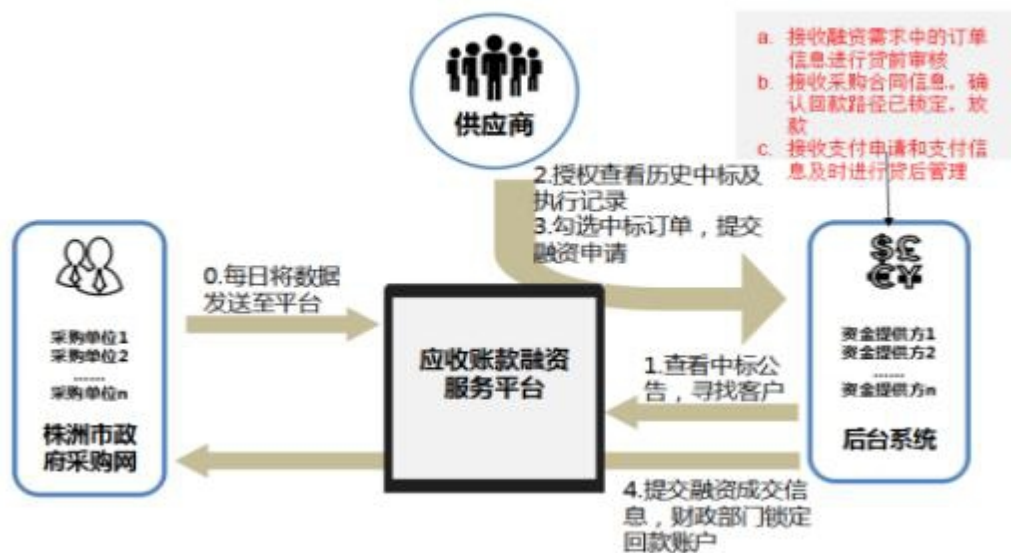 供应商
a. 接收融资需求中的订单
信息进行贷前审核
b. 接收采购合同信息。确
认回款路径已锁定。放
款
c. 接收支付申请和支付信
息及时进行贷后管理
2.授权查看历史中标及
执行记录
3.勾选中标订单，提交
融资申请
0.每日将数据
发送至平台
采购单位1
采购单位2
……
采购单位n
株洲市政
府采购网
应收账款融资
服务平台
$£
€¥
资金提供方1
资金提供方2
……
资金提供方n
后台系统
1.查看中标公
告，寻找客户
4.提交融资成交信
息，财政部门锁定
回款账户